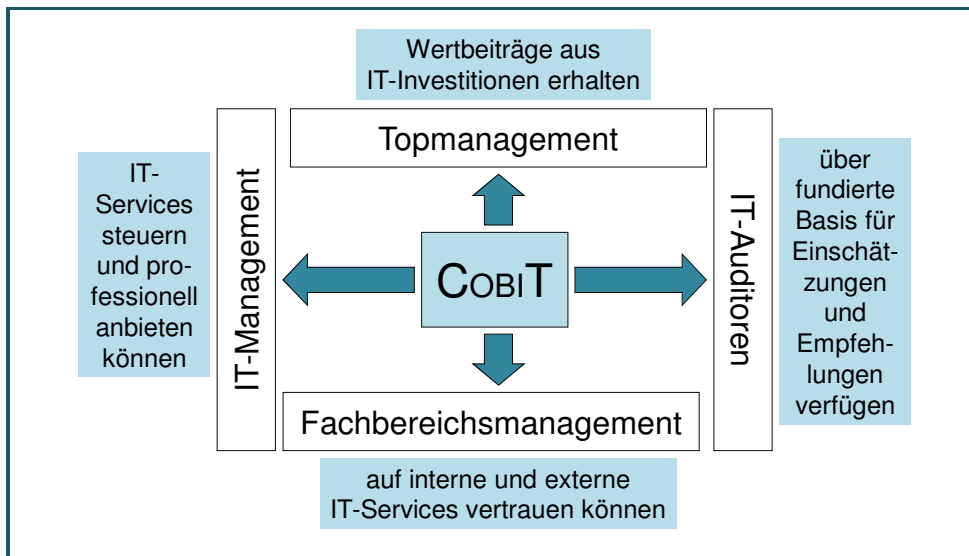 Wertbeiträge aus
IT-Investitionen erhalten
Topmanagement
IT-
Services
steuern
und pro-
fessionell
anbieten
können
IT-Management
COBIT
IT-Auditoren
über
fundierte
Basis für
Einschät-
zungen
und
Empfeh-
lungen
verfügen
Fachbereichsmanagement
auf interne und externe
IT-Services vertrauen können